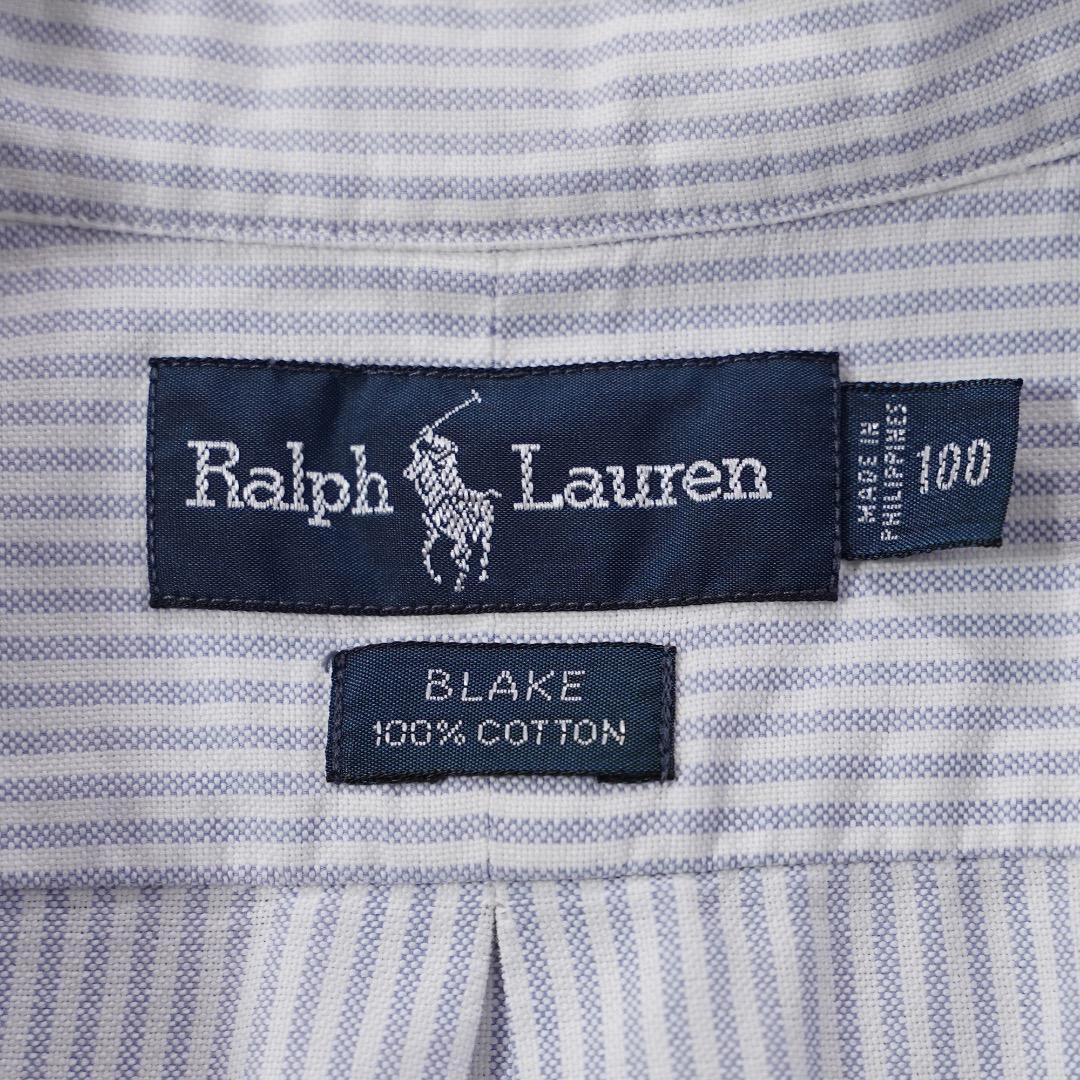 Ralph Lauren
MADE IN
PHILIPPINES
100
BLAKE
100% COTTON